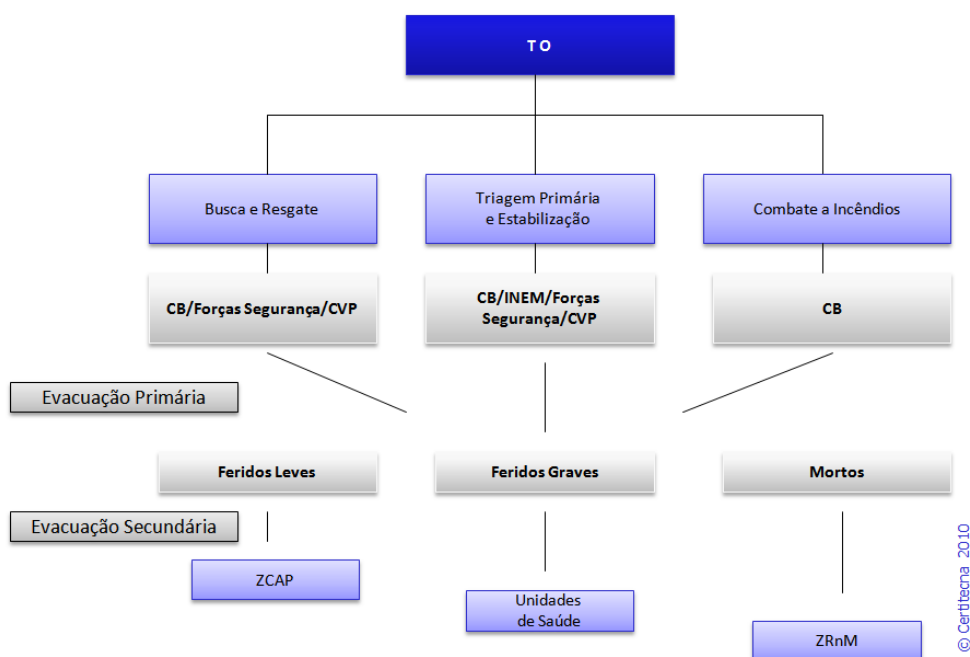 T O
Busca e Resgate
Triagem Primária
e Estabilização
Combate a Incêndios
CB/Forças Segurança/CVP
CB/INEM/Forças
Segurança/CVP
CB
Evacuação Primária
Feridos Leves
Feridos Graves
Mortos
Evacuação Secundária
ZCAP
Unidades
de Saúde
ZRnM
© Certitecna 2010